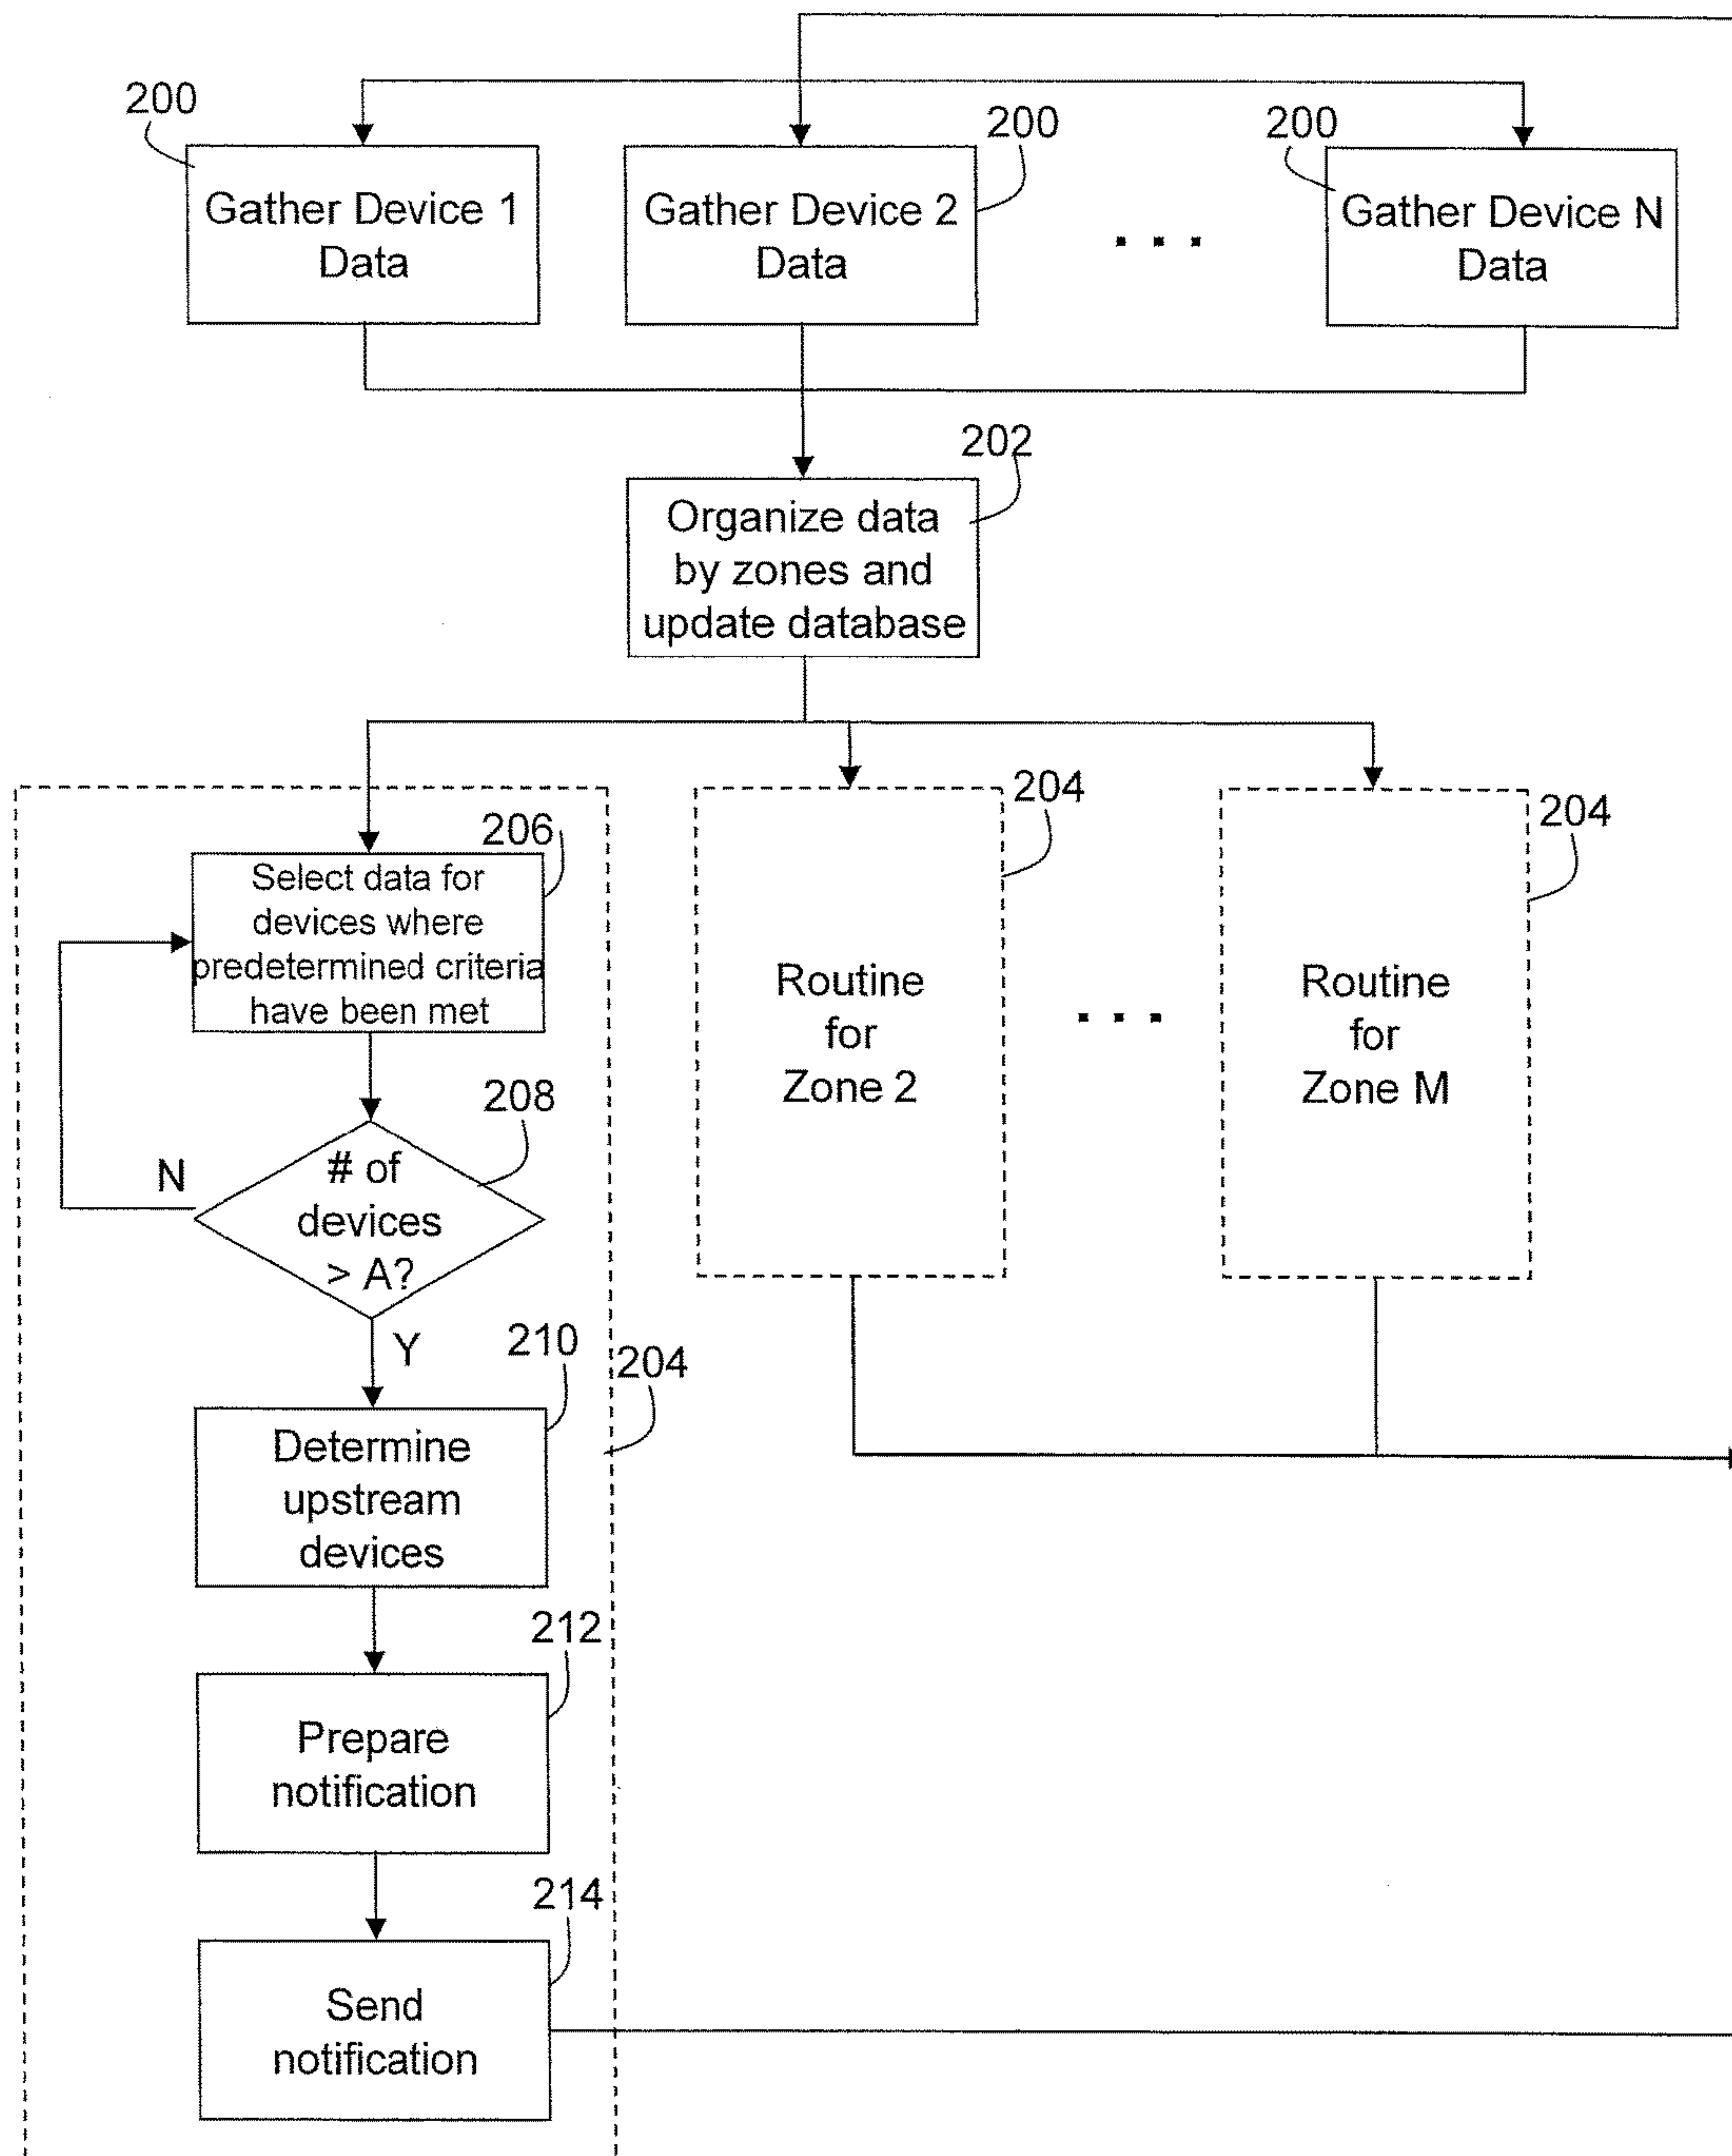 200
200
200
Gather Device 1
Data
Gather Device 2
Data
. . .
Gather Device N
Data
202
Organize data
by zones and
update database
204
204
206
Select data for
devices where
predetermined criteria
have been met
Routine
for
Zone 2
. . .
Routine
for
Zone M
208
N
# of
devices
> A?
Y
210
204
Determine
upstream
devices
212
Prepare
notification
214
Send
notification